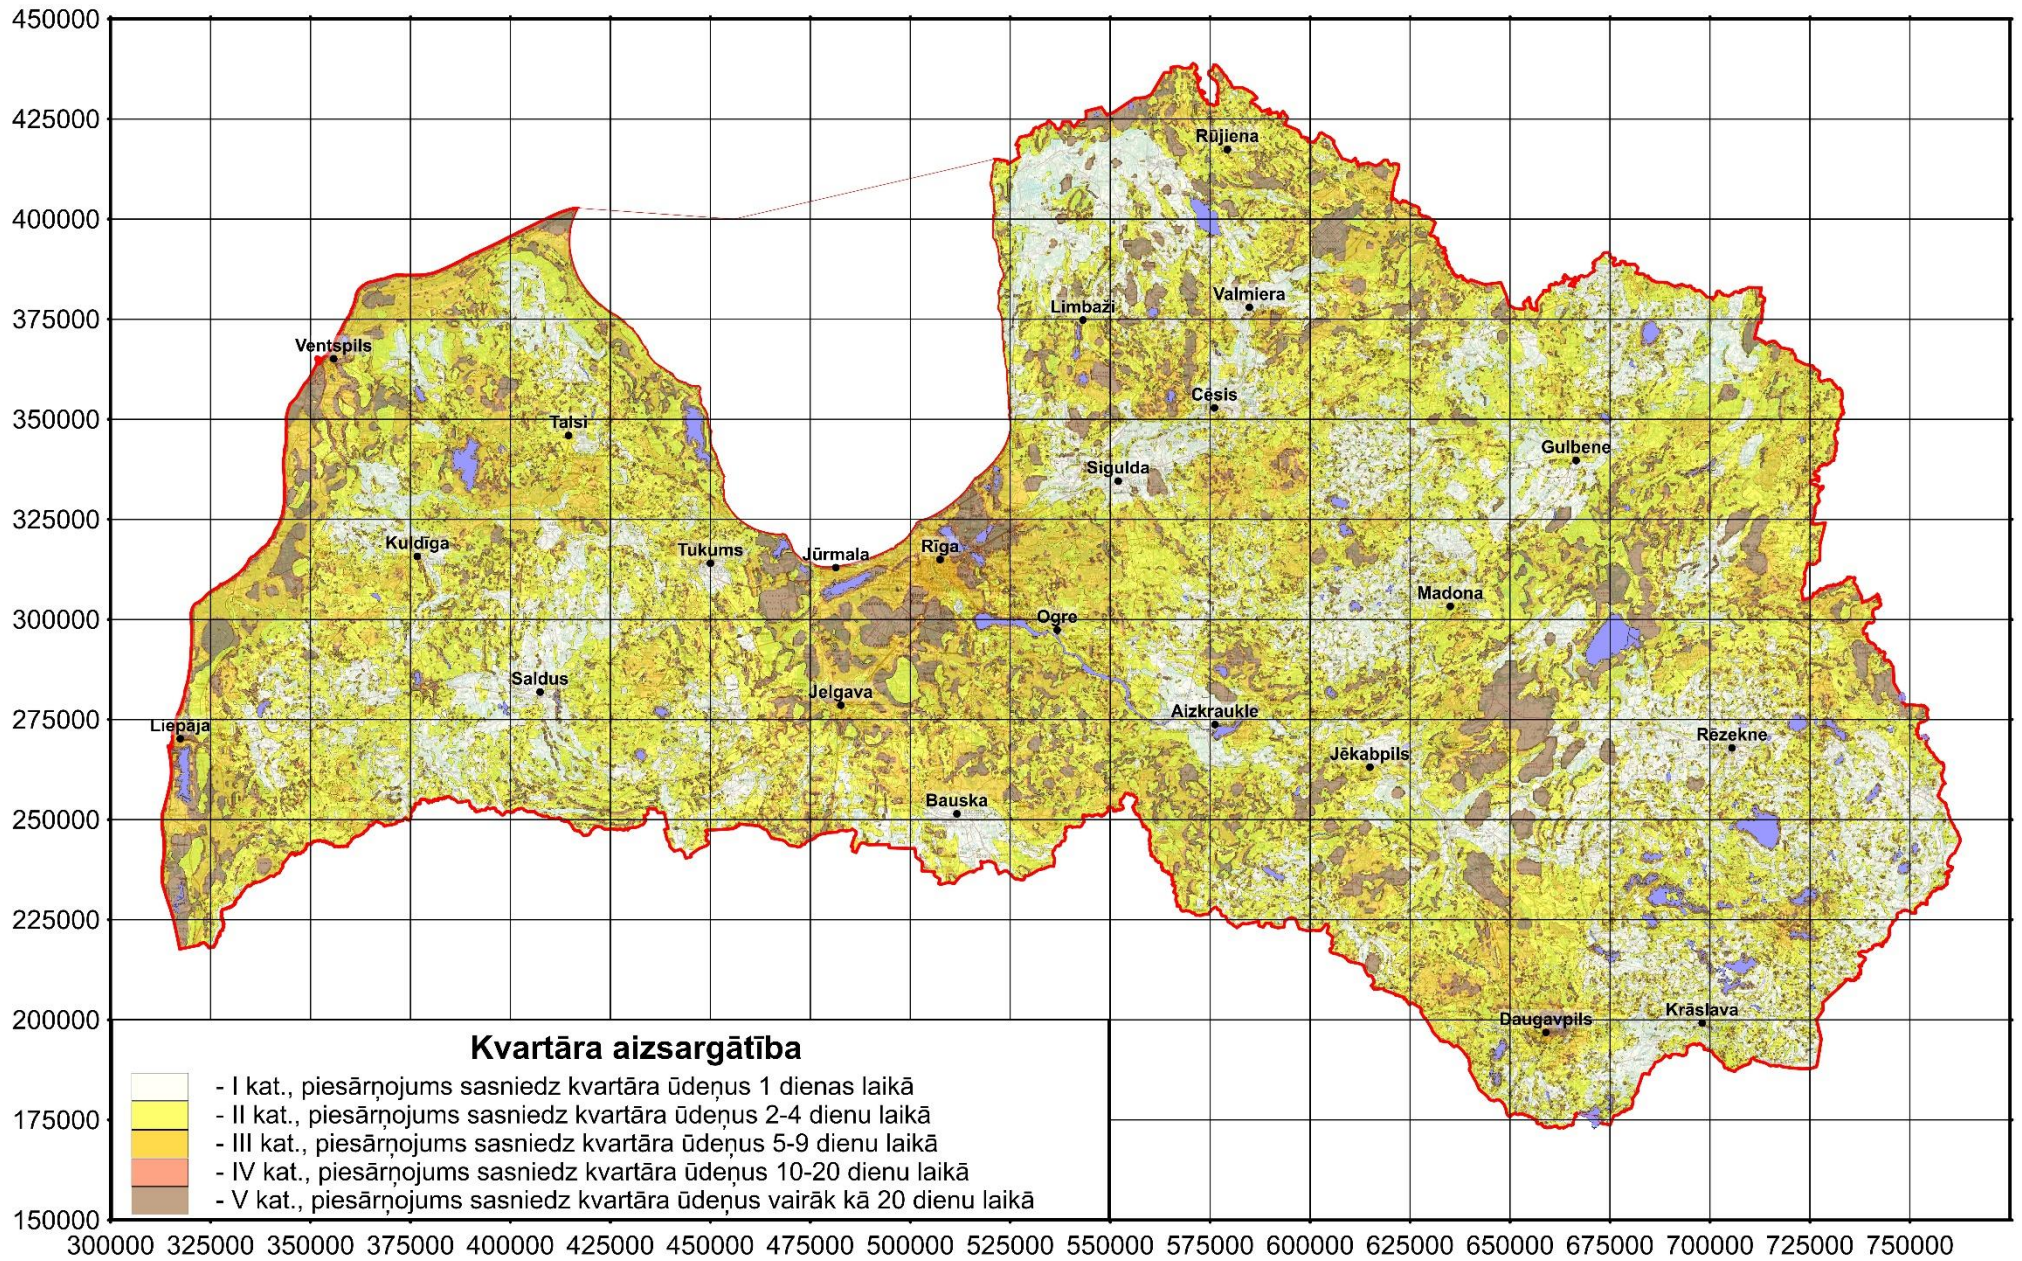 450000
425000
Rūjiena
400000
375000
Valmiera
Limbaži
Ventspils
350000
Cēsis
Talsi
Gulbene
Sigulda
325000
Kuldīga
Tukums
Jūrmala
Rīga
300000
Madona
Ogre
Saldus
Jelgava
275000
Liepāja
Aizkraukle
Rēzekne
Jēkabpils
250000
Bauska
225000
200000
Daugavpils
Krāslava
Kvartāra aizsargātība
- I kat., piesārņojums sasniedz kvartāra ūdeņus 1 dienas laikā
- II kat., piesārņojums sasniedz kvartāra ūdeņus 2-4 dienu laikā
175000
- III kat., piesārņojums sasniedz kvartāra ūdeņus 5-9 dienu laikā
- IV kat., piesārņojums sasniedz kvartāra ūdeņus 10-20 dienu laikā
- V kat., piesārņojums sasniedz kvartāra ūdeņus vairāk kā 20 dienu laikā
150000
300000 325000 350000 375000 400000 425000 450000 475000 500000 525000 550000 575000 600000 625000 650000 675000 700000 725000 750000